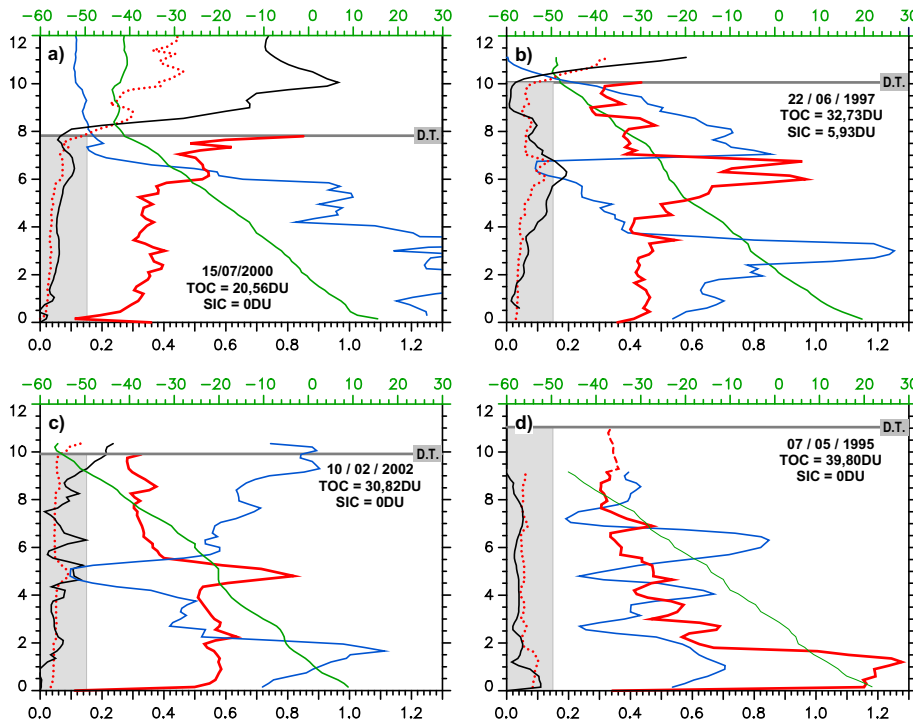 −60 −50 −40 −30 −20 −10 0 10 20 30
−60 −50 −40 −30 −20 −10 0 10 20 30
12
10
8
6
4
2
0
a)
D.T.
15/07/2000
TOC = 20,56DU
SIC = 0DU
0.0 0.2 0.4 0.6 0.8 1.0 1.2
12
10
8
6
4
2
0
b)
D.T.
22 / 06 / 1997
TOC = 32,73DU
SIC = 5,93DU
0.0 0.2 0.4 0.6 0.8 1.0 1.2
−60 −50 −40 −30 −20 −10 0 10 20 30
−60 −50 −40 −30 −20 −10 0 10 20 30
12
10
8
6
4
2
0
c)
D.T.
10 / 02 / 2002
TOC = 30,82DU
SIC = 0DU
0.0 0.2 0.4 0.6 0.8 1.0 1.2
12
10
8
6
4
2
0
d)
D.T.
07 / 05 / 1995
TOC = 39,80DU
SIC = 0DU
0.0 0.2 0.4 0.6 0.8 1.0 1.2